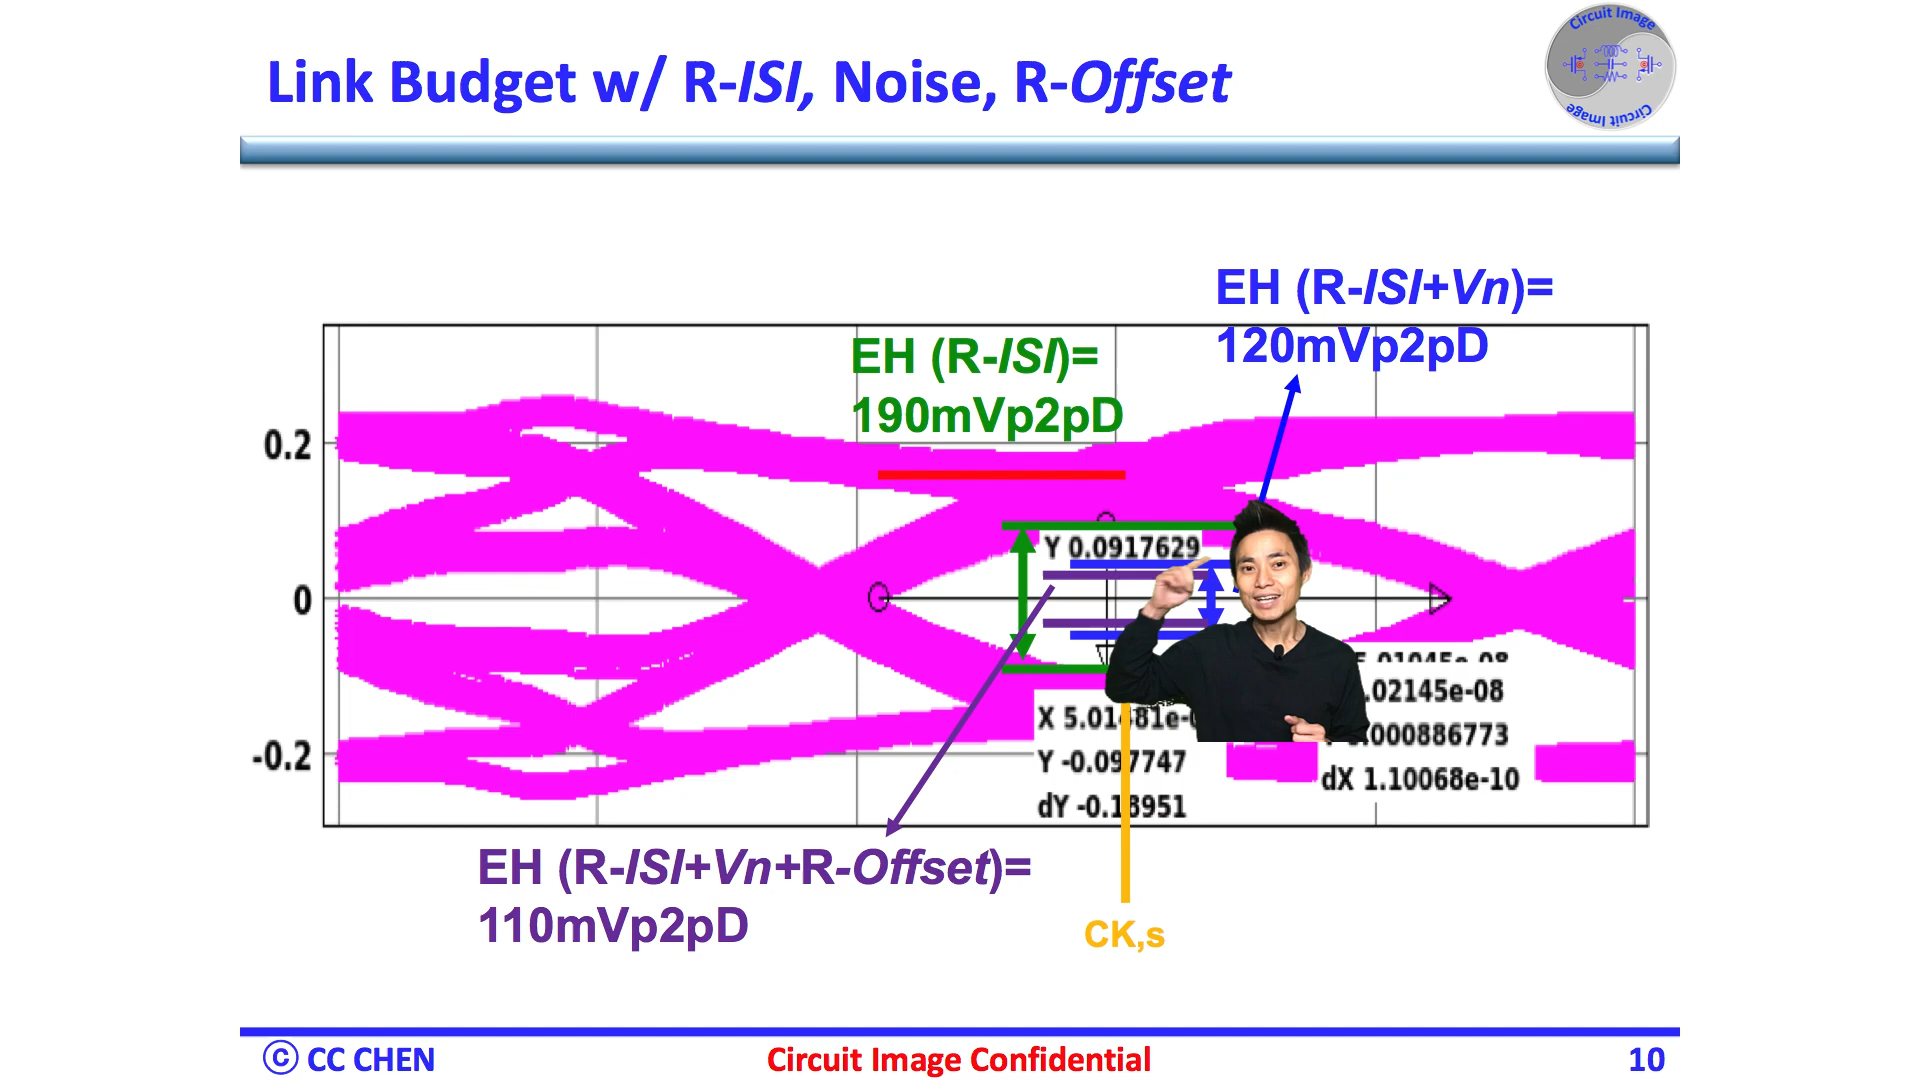 Link Budget w/ R-ISI, Noise, R-Offset
Circuit Image
Circuit Image
EH (R-ISI+Vn)=
120mVp2pD
EH (R-ISI)=
190mVp2pD
0.2
0
-0.2
Y 0.0917629
X 5.01481e-
Y -0.097747
dY -0.18951
.02145e-08
.000886773
dX 1.10068e-10
EH (R-ISI+Vn+R-Offset)=
110mVp2pD
CK,s
© CC CHEN
Circuit Image Confidential
10